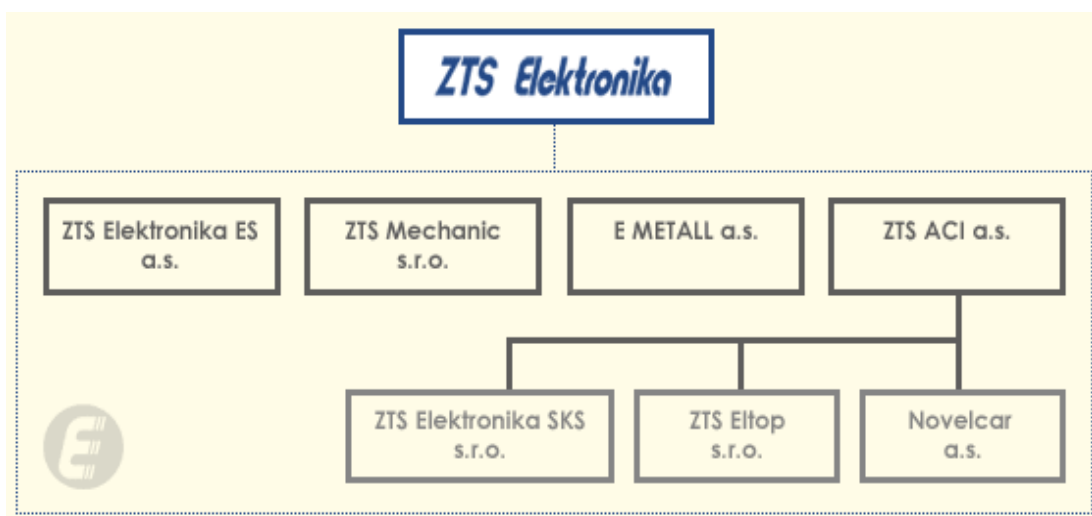 ZTS Elektronika
ZTS Elektronika ES
a.s.
ZTS Mechanic
s.r.o.
E METALL a.s.
ZTS ACI a.s.
ZTS Elektronika SKS
s.r.o.
ZTS Eltop
s.r.o.
Novelcar
a.s.
E